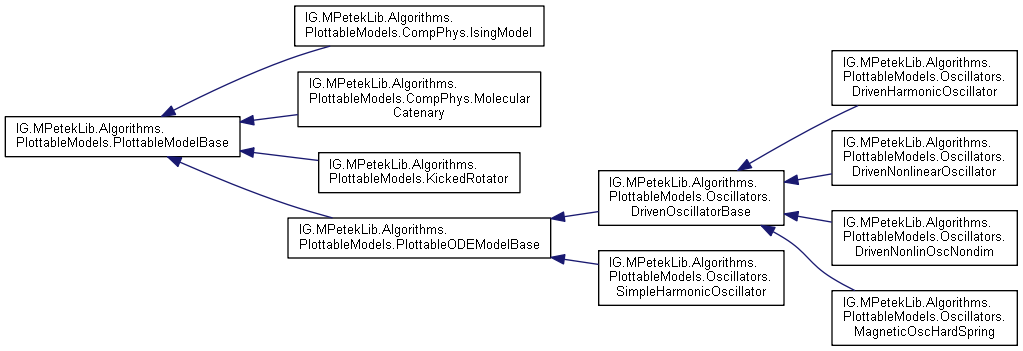 IG.MPetekLib.Algorithms.
PlottableModels.CompPhys.IsingModel
IG.MPetekLib.Algorithms.
PlottableModels.CompPhys.Molecular
Catenary
IG.MPetekLib.Algorithms.
PlottableModels.PlottableModelBase
IG.MPetekLib.Algorithms.
PlottableModels.KickedRotator
IG.MPetekLib.Algorithms.
PlottableModels.PlottableODEModelBase
IG.MPetekLib.Algorithms.
PlottableModels.Oscillators.
DrivenOscillatorBase
IG.MPetekLib.Algorithms.
PlottableModels.Oscillators.
SimpleHarmonicOscillator
IG.MPetekLib.Algorithms.
PlottableModels.Oscillators.
DrivenHarmonicOscillator
IG.MPetekLib.Algorithms.
PlottableModels.Oscillators.
DrivenNonlinearOscillator
IG.MPetekLib.Algorithms.
PlottableModels.Oscillators.
DrivenNonlinOscNondim
IG.MPetekLib.Algorithms.
PlottableModels.Oscillators.
MagneticOscHardSpring